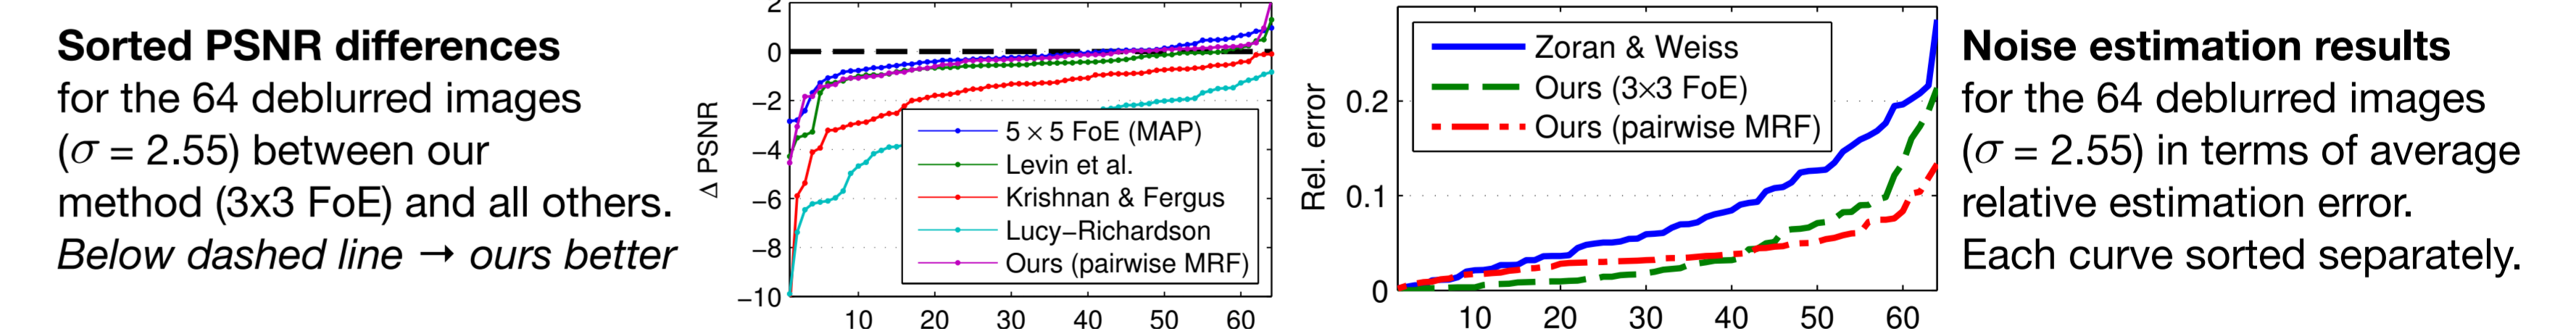 Sorted PSNR differences
for the 64 deblurred images
(σ = 2.55) between our
method (3x3 FoE) and all others.
Below dashed line → ours better
Δ PSNR
2
0
−2
−4
−6
−8
−10
10 20 30 40 50 60
5 × 5 FoE (MAP)
Levin et al.
Krishnan & Fergus
Lucy−Richardson
Ours (pairwise MRF)
Rel. error
0.2
0.1
0
10 20 30 40 50 60
Zoran & Weiss
Ours (3×3 FoE)
Ours (pairwise MRF)
Noise estimation results
for the 64 deblurred images
(σ = 2.55) in terms of average
relative estimation error.
Each curve sorted separately.